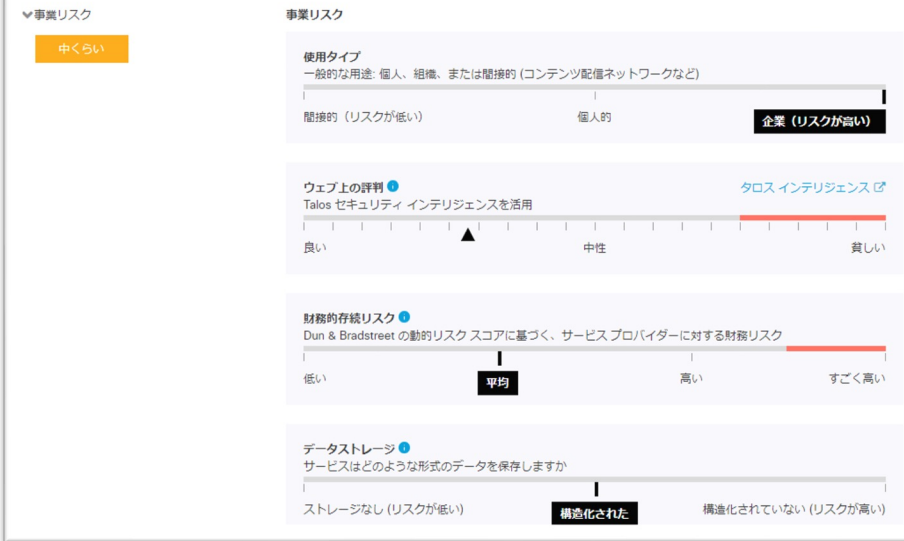 事業リスク
中くらい
事業リスク
使用タイプ
一般的な用途: 個人、組織、または間接的 (コンテンツ配信ネットワークなど)
間接的（リスクが低い） 個人的 企業（リスクが高い）
ウェブ上の評判 タロス インテリジェンス
Talos セキュリティ インテリジェンスを活用
良い 中性 貧しい
財務的存続リスク
Dun & Bradstreet の動的リスク スコアに基づく、サービス プロバイダーに対する財務リスク
低い 平均 高い すごく高い
データストレージ
サービスはどのような形式のデータを保存しますか
ストレージなし (リスクが低い) 構造化された 構造化されていない (リスクが高い)